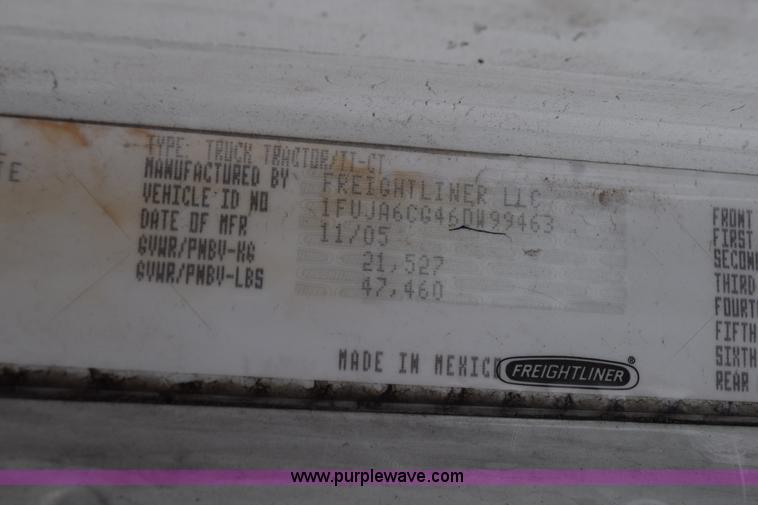 TE
TYPE: TRUCK TRACTOR/TT-CT
MANUFACTURED BY FREIGHTLINER LLC
VEHICLE ID NO 1FUJA6CG46DW99463
DATE OF MFR 11/05
GVWR/PNBV-KG 21,527
GVWR/PNBV-LBS 47,460
MADE IN MEXICO FREIGHTLINER®
FRONT
FIRST
SECOND
THIRD
FOURTH
FIFTH
SIXTH
REAR
www.purplewave.com